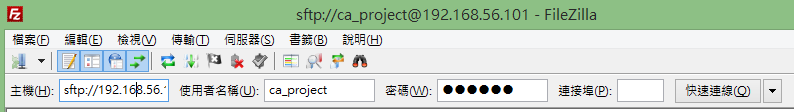 sftp://ca_project@192.168.56.101 - FileZilla
檔案(F) 編輯(E) 檢視(V) 傳輸(T) 伺服器(S) 書籤(B) 說明(H)
主機(H): sftp://192.168.56.1 使用者名稱(U): ca_project 密碼(W): ●●●●●● 連接埠(P): 快速連線(Q)